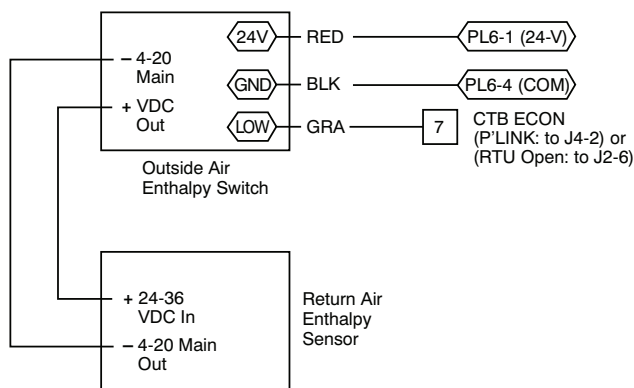 24V
RED
PL6-1 (24-V)
– 4-20
Main
GND
BLK
PL6-4 (COM)
+ VDC
Out
LOW
GRA
7
CTB ECON
(P'LINK: to J4-2) or
(RTU Open: to J2-6)
Outside Air
Enthalpy Switch
+ 24-36
VDC In
– 4-20 Main
Out
Return Air
Enthalpy
Sensor